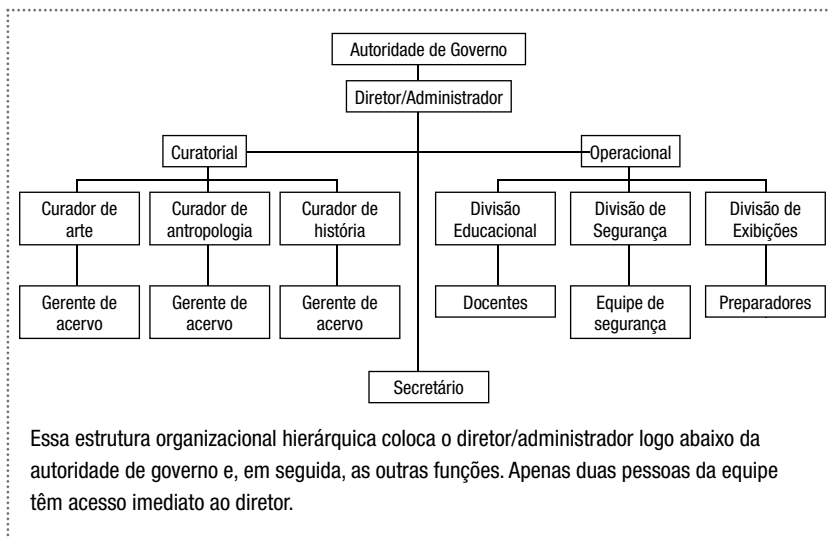 Autoridade de Governo
Diretor/Administrador
Curatorial
Operacional
Curador de
arte
Curador de
antropologia
Curador de
história
Divisão
Educacional
Divisão de
Segurança
Divisão de
Exibições
Gerente de
acervo
Gerente de
acervo
Gerente de
acervo
Docentes
Equipe de
segurança
Preparadores
Secretário
Essa estrutura organizacional hierárquica coloca o diretor/administrador logo abaixo da
autoridade de governo e, em seguida, as outras funções. Apenas duas pessoas da equipe
têm acesso imediato ao diretor.